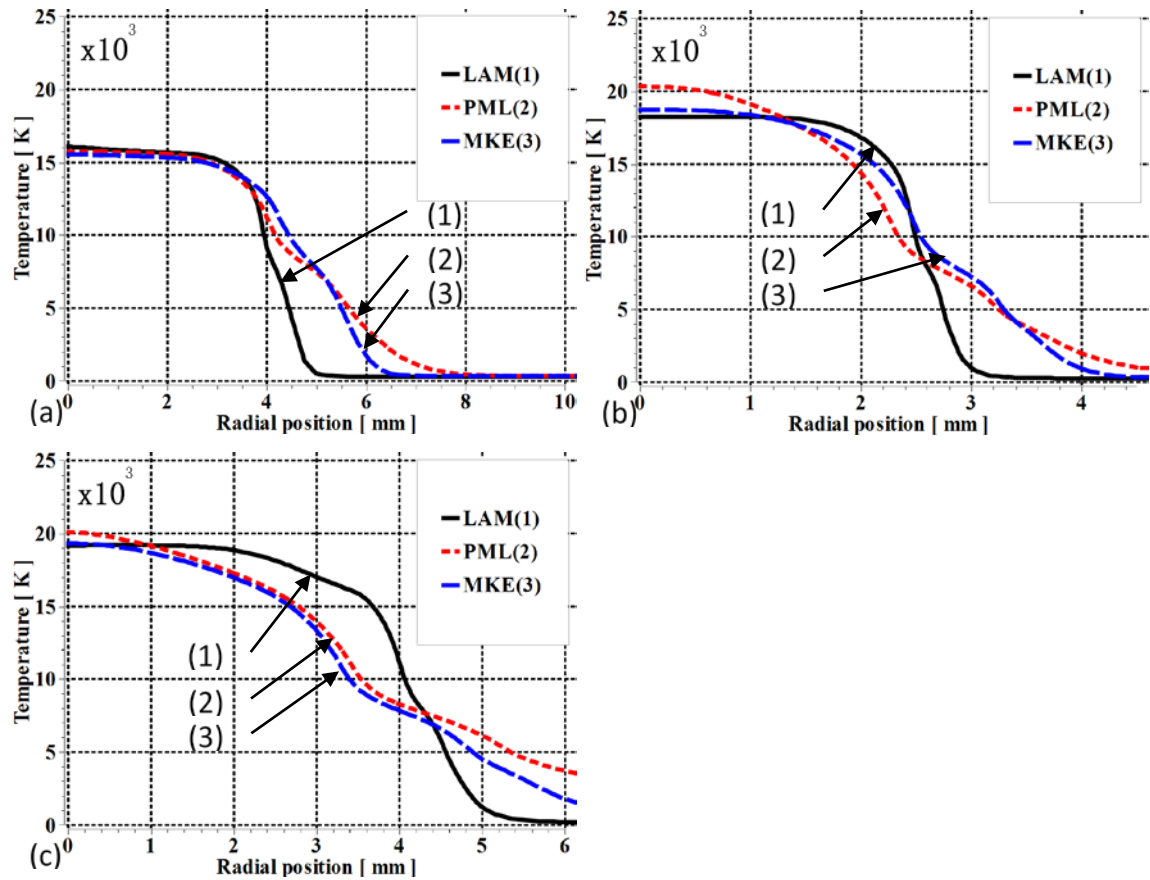 25
x10³
20
15
10
5
0
Temperature [ K ]
LAM(1)
PML(2)
MKE(3)
(1)
(2)
(3)
0 2 4 6 8 10
(a)
Radial position [ mm ]
25
x10³
20
15
10
5
0
Temperature [ K ]
LAM(1)
PML(2)
MKE(3)
(1)
(2)
(3)
0 1 2 3 4
(b)
Radial position [ mm ]
25
x10³
20
15
10
5
0
Temperature [ K ]
LAM(1)
PML(2)
MKE(3)
(1)
(2)
(3)
0 1 2 3 4 5 6
(c)
Radial position [ mm ]